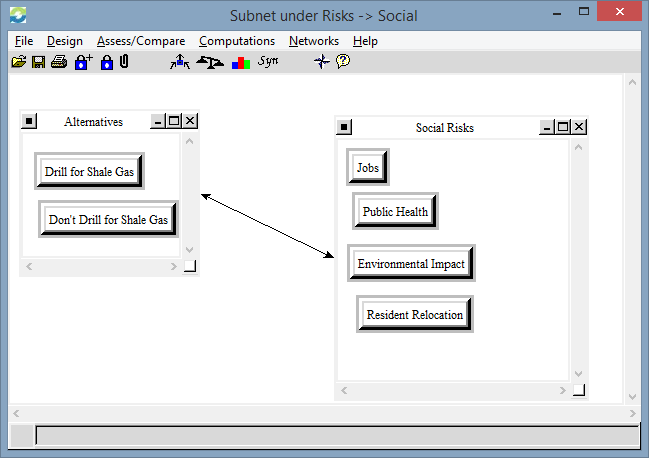 Subnet under Risks -> Social
File Design Assess/Compare Computations Networks Help
Syn
Alternatives
Drill for Shale Gas
Don't Drill for Shale Gas
Social Risks
Jobs
Public Health
Environmental Impact
Resident Relocation